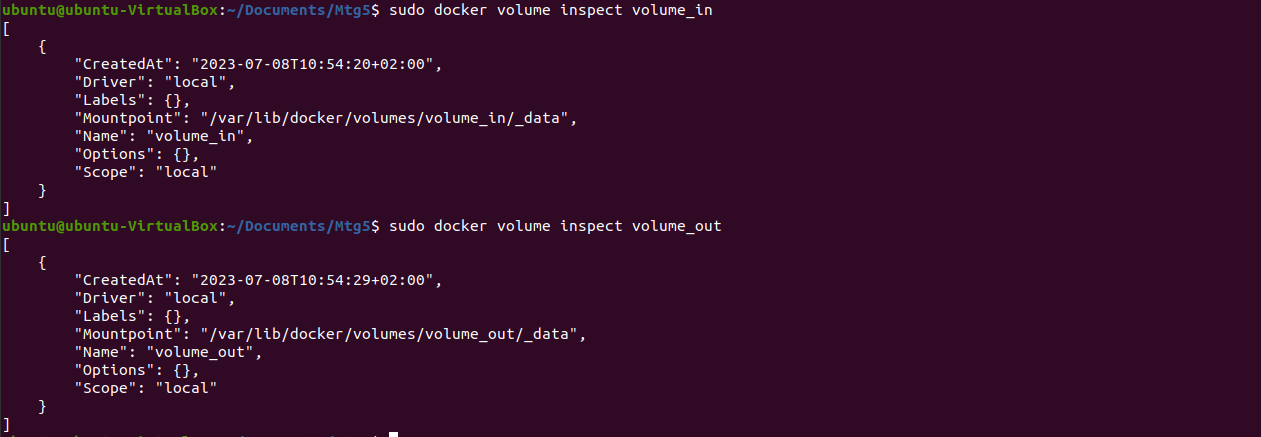 ubuntu@ubuntu-VirtualBox:~/Documents/Mtg5$ sudo docker volume inspect volume_in
[
    {
        "CreatedAt": "2023-07-08T10:54:20+02:00",
        "Driver": "local",
        "Labels": {},
        "Mountpoint": "/var/lib/docker/volumes/volume_in/_data",
        "Name": "volume_in",
        "Options": {},
        "Scope": "local"
    }
]
ubuntu@ubuntu-VirtualBox:~/Documents/Mtg5$ sudo docker volume inspect volume_out
[
    {
        "CreatedAt": "2023-07-08T10:54:29+02:00",
        "Driver": "local",
        "Labels": {},
        "Mountpoint": "/var/lib/docker/volumes/volume_out/_data",
        "Name": "volume_out",
        "Options": {},
        "Scope": "local"
    }
]